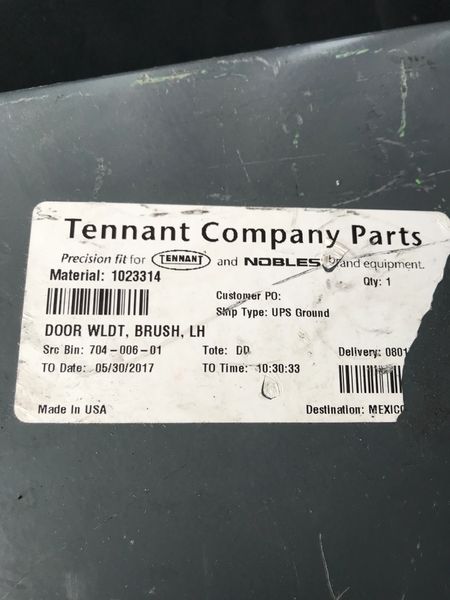 Tennant Company Parts
Precision fit for TENNANT and NOBLES brand equipment.
Material: 1023314
Qty: 1
Customer PO:
Ship Type: UPS Ground
DOOR WLDT, BRUSH, LH
Src Bin: 704-006-01 Tote: DD Delivery: 0801
TO Date: 05/30/2017 TO Time: 10:30:33
Made in USA Destination: MEXICO